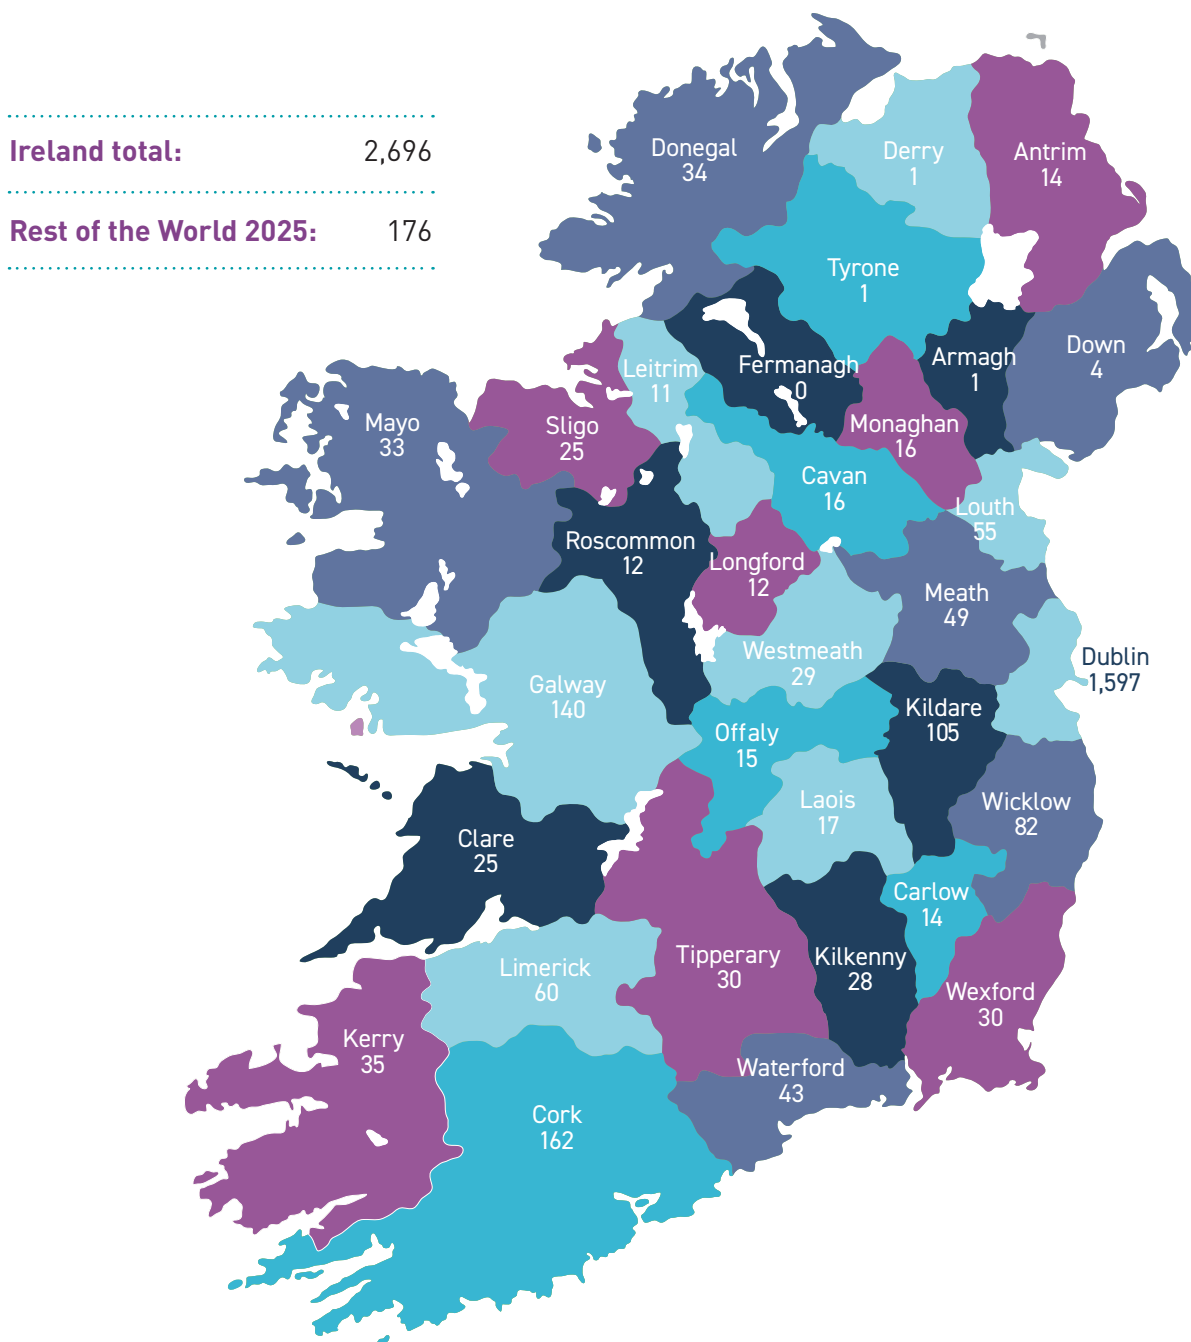 Ireland total: 2,696
Rest of the World 2025: 176
Donegal
34
Derry
1
Antrim
14
Tyrone
1
Fermanagh
0
Armagh
1
Down
4
Leitrim
11
Monaghan
16
Mayo
33
Sligo
25
Cavan
16
Louth
55
Roscommon
12
Longford
12
Meath
49
Westmeath
29
Dublin
1,597
Galway
140
Offaly
15
Kildare
105
Laois
17
Wicklow
82
Clare
25
Carlow
14
Limerick
60
Tipperary
30
Kilkenny
28
Wexford
30
Kerry
35
Waterford
43
Cork
162